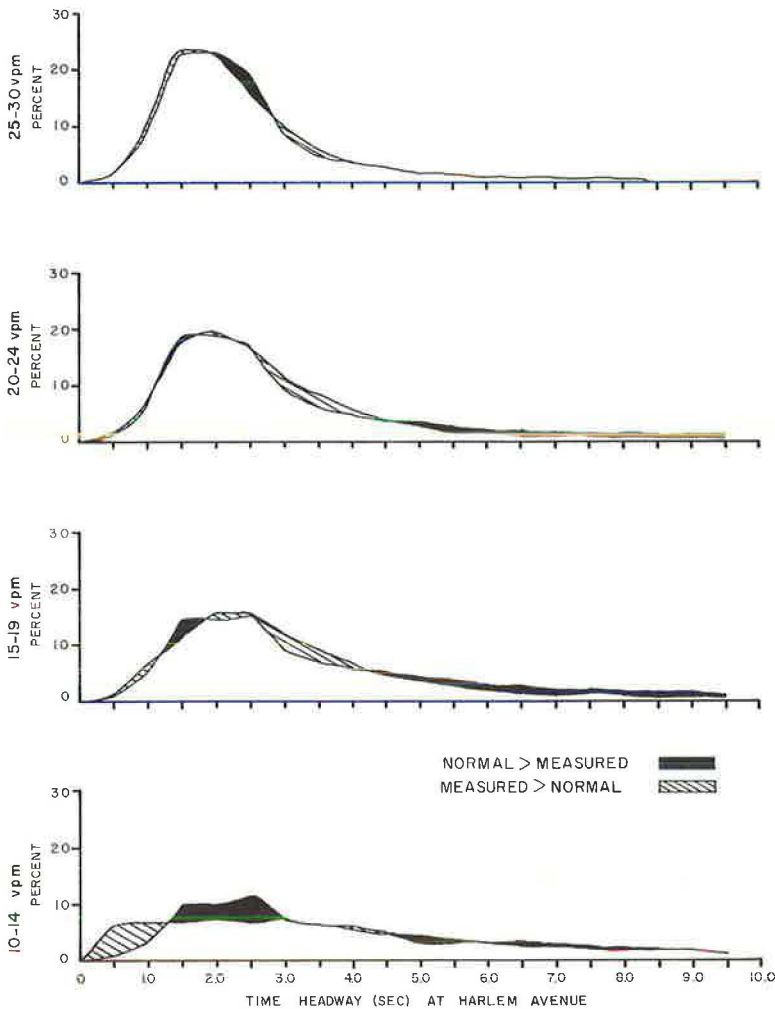 30
20
10
0
25-30 vpm
PERCENT
30
20
10
0
20-24 vpm
PERCENT
30
20
10
0
15-19 vpm
PERCENT
NORMAL > MEASURED
MEASURED > NORMAL
30
20
10
0
10-14 vpm
PERCENT
0 1.0 2.0 3.0 4.0 5.0 6.0 7.0 8.0 9.0 10.0
TIME HEADWAY (SEC) AT HARLEM AVENUE